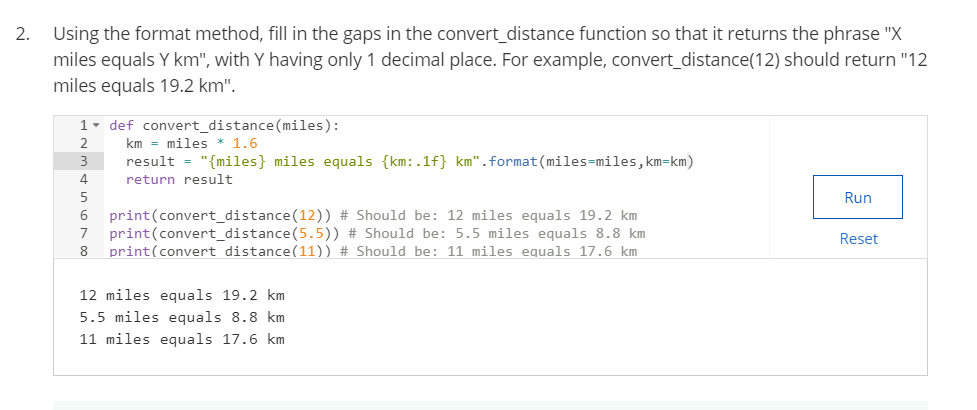 2. Using the format method, fill in the gaps in the convert_distance function so that it returns the phrase "X
miles equals Y km", with Y having only 1 decimal place. For example, convert_distance(12) should return "12
miles equals 19.2 km".
1 def convert_distance(miles):
2 km = miles * 1.6
3 result = "{miles} miles equals {km:.1f} km".format(miles=miles,km=km)
4 return result
5
6 print(convert_distance(12)) # Should be: 12 miles equals 19.2 km
7 print(convert_distance(5.5)) # Should be: 5.5 miles equals 8.8 km
8 print(convert_distance(11)) # Should be: 11 miles equals 17.6 km
Run
Reset
12 miles equals 19.2 km
5.5 miles equals 8.8 km
11 miles equals 17.6 km